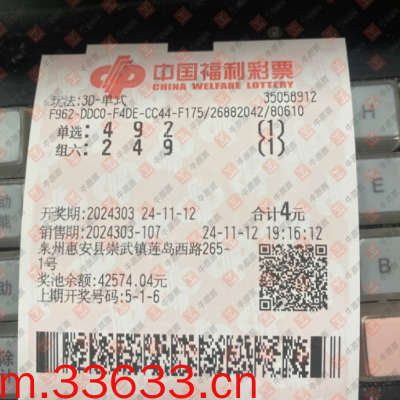 中国福利彩票
CHINA WELFARE LOTTERY
玩法:3D-单式 35058912
F962-DDC0-F4DE-CC44-F175/26882042/80610
单选: 4 9 2 (1)
组六: 2 4 9 (1)
开奖期:2024303 24-11-12 合计4元
销售期:2024303-107 24-11-12 19:16:12
泉州惠安县崇武镇莲岛西路265-
1号
奖池余额:42574.04元
上期开奖号码:5-1-6
m.33633.cn